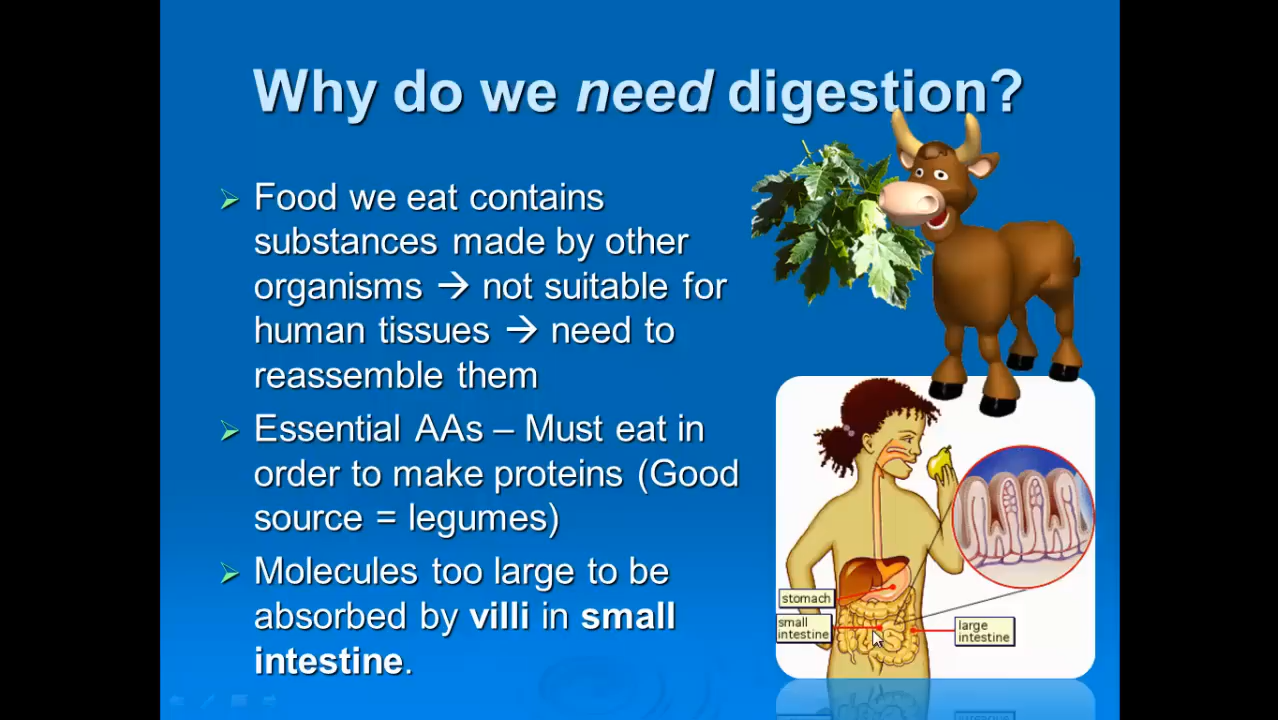 Why do we need digestion?
Food we eat contains
substances made by other
organisms → not suitable for
human tissues → need to
reassemble them
Essential AAs – Must eat in
order to make proteins (Good
source = legumes)
Molecules too large to be
absorbed by villi in small
intestine.
stomach
small
intestine
large
intestine